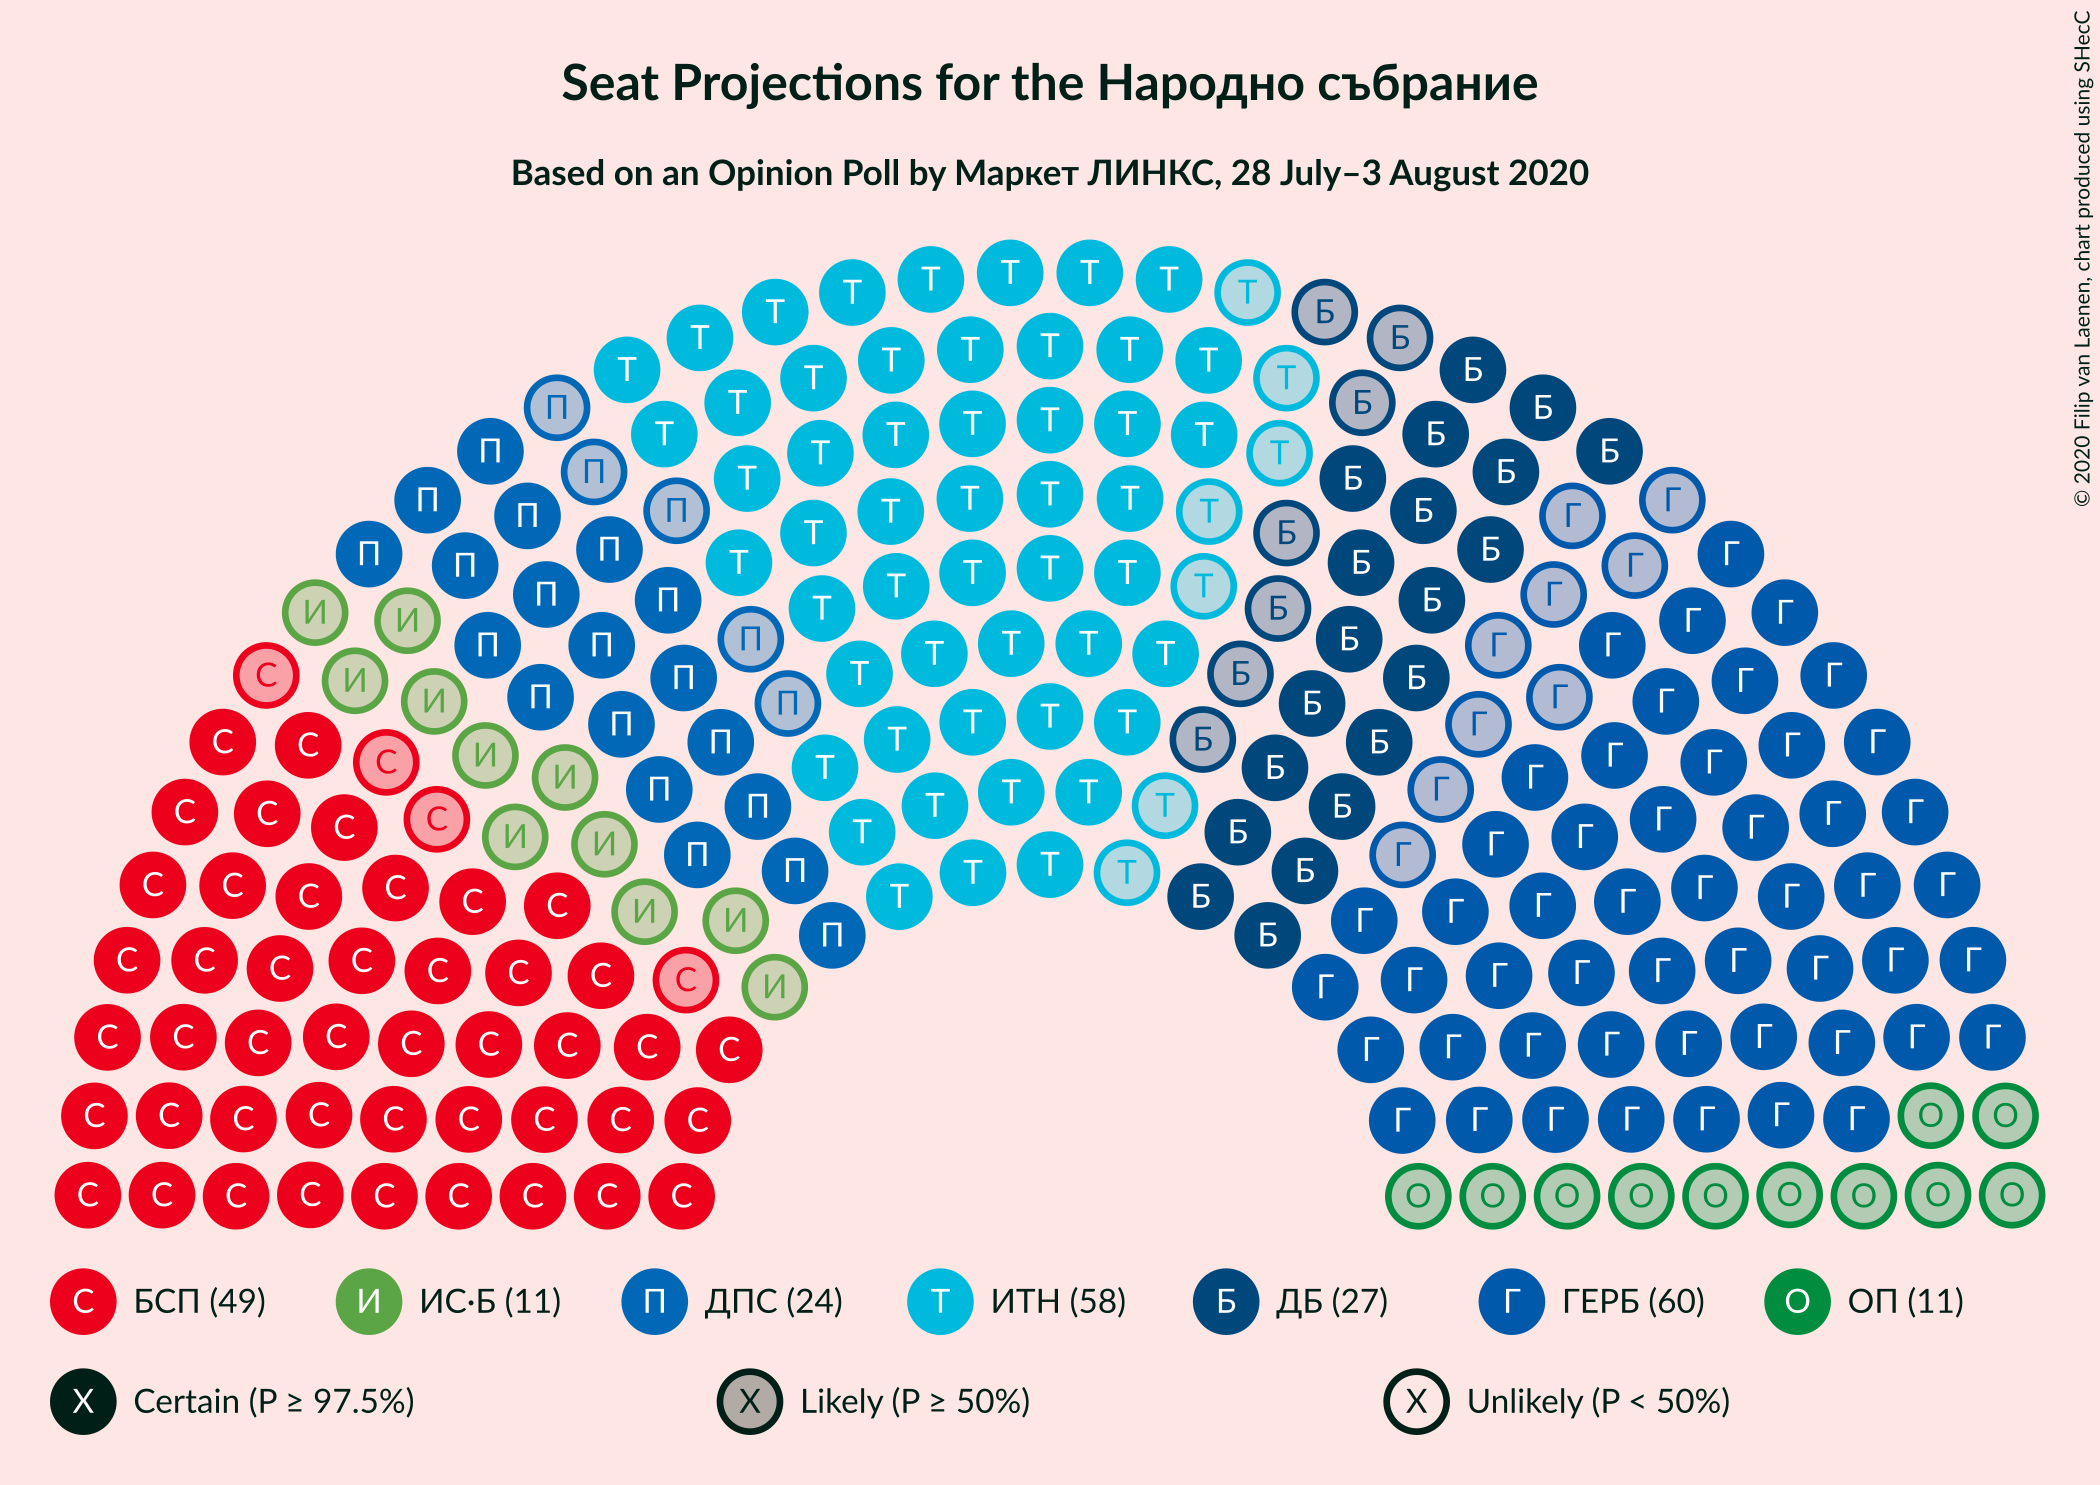 Seat Projections for the Народно събрание
Based on an Opinion Poll by Маркет ЛИНКС, 28 July–3 August 2020
© 2020 Filip van Laenen, chart produced using SHecC
С БСП (49) И ИС·Б (11) П ДПС (24) Т ИТН (58) Б ДБ (27) Г ГЕРБ (60) О ОП (11)
X Certain (P ≥ 97.5%) X Likely (P ≥ 50%) X Unlikely (P < 50%)